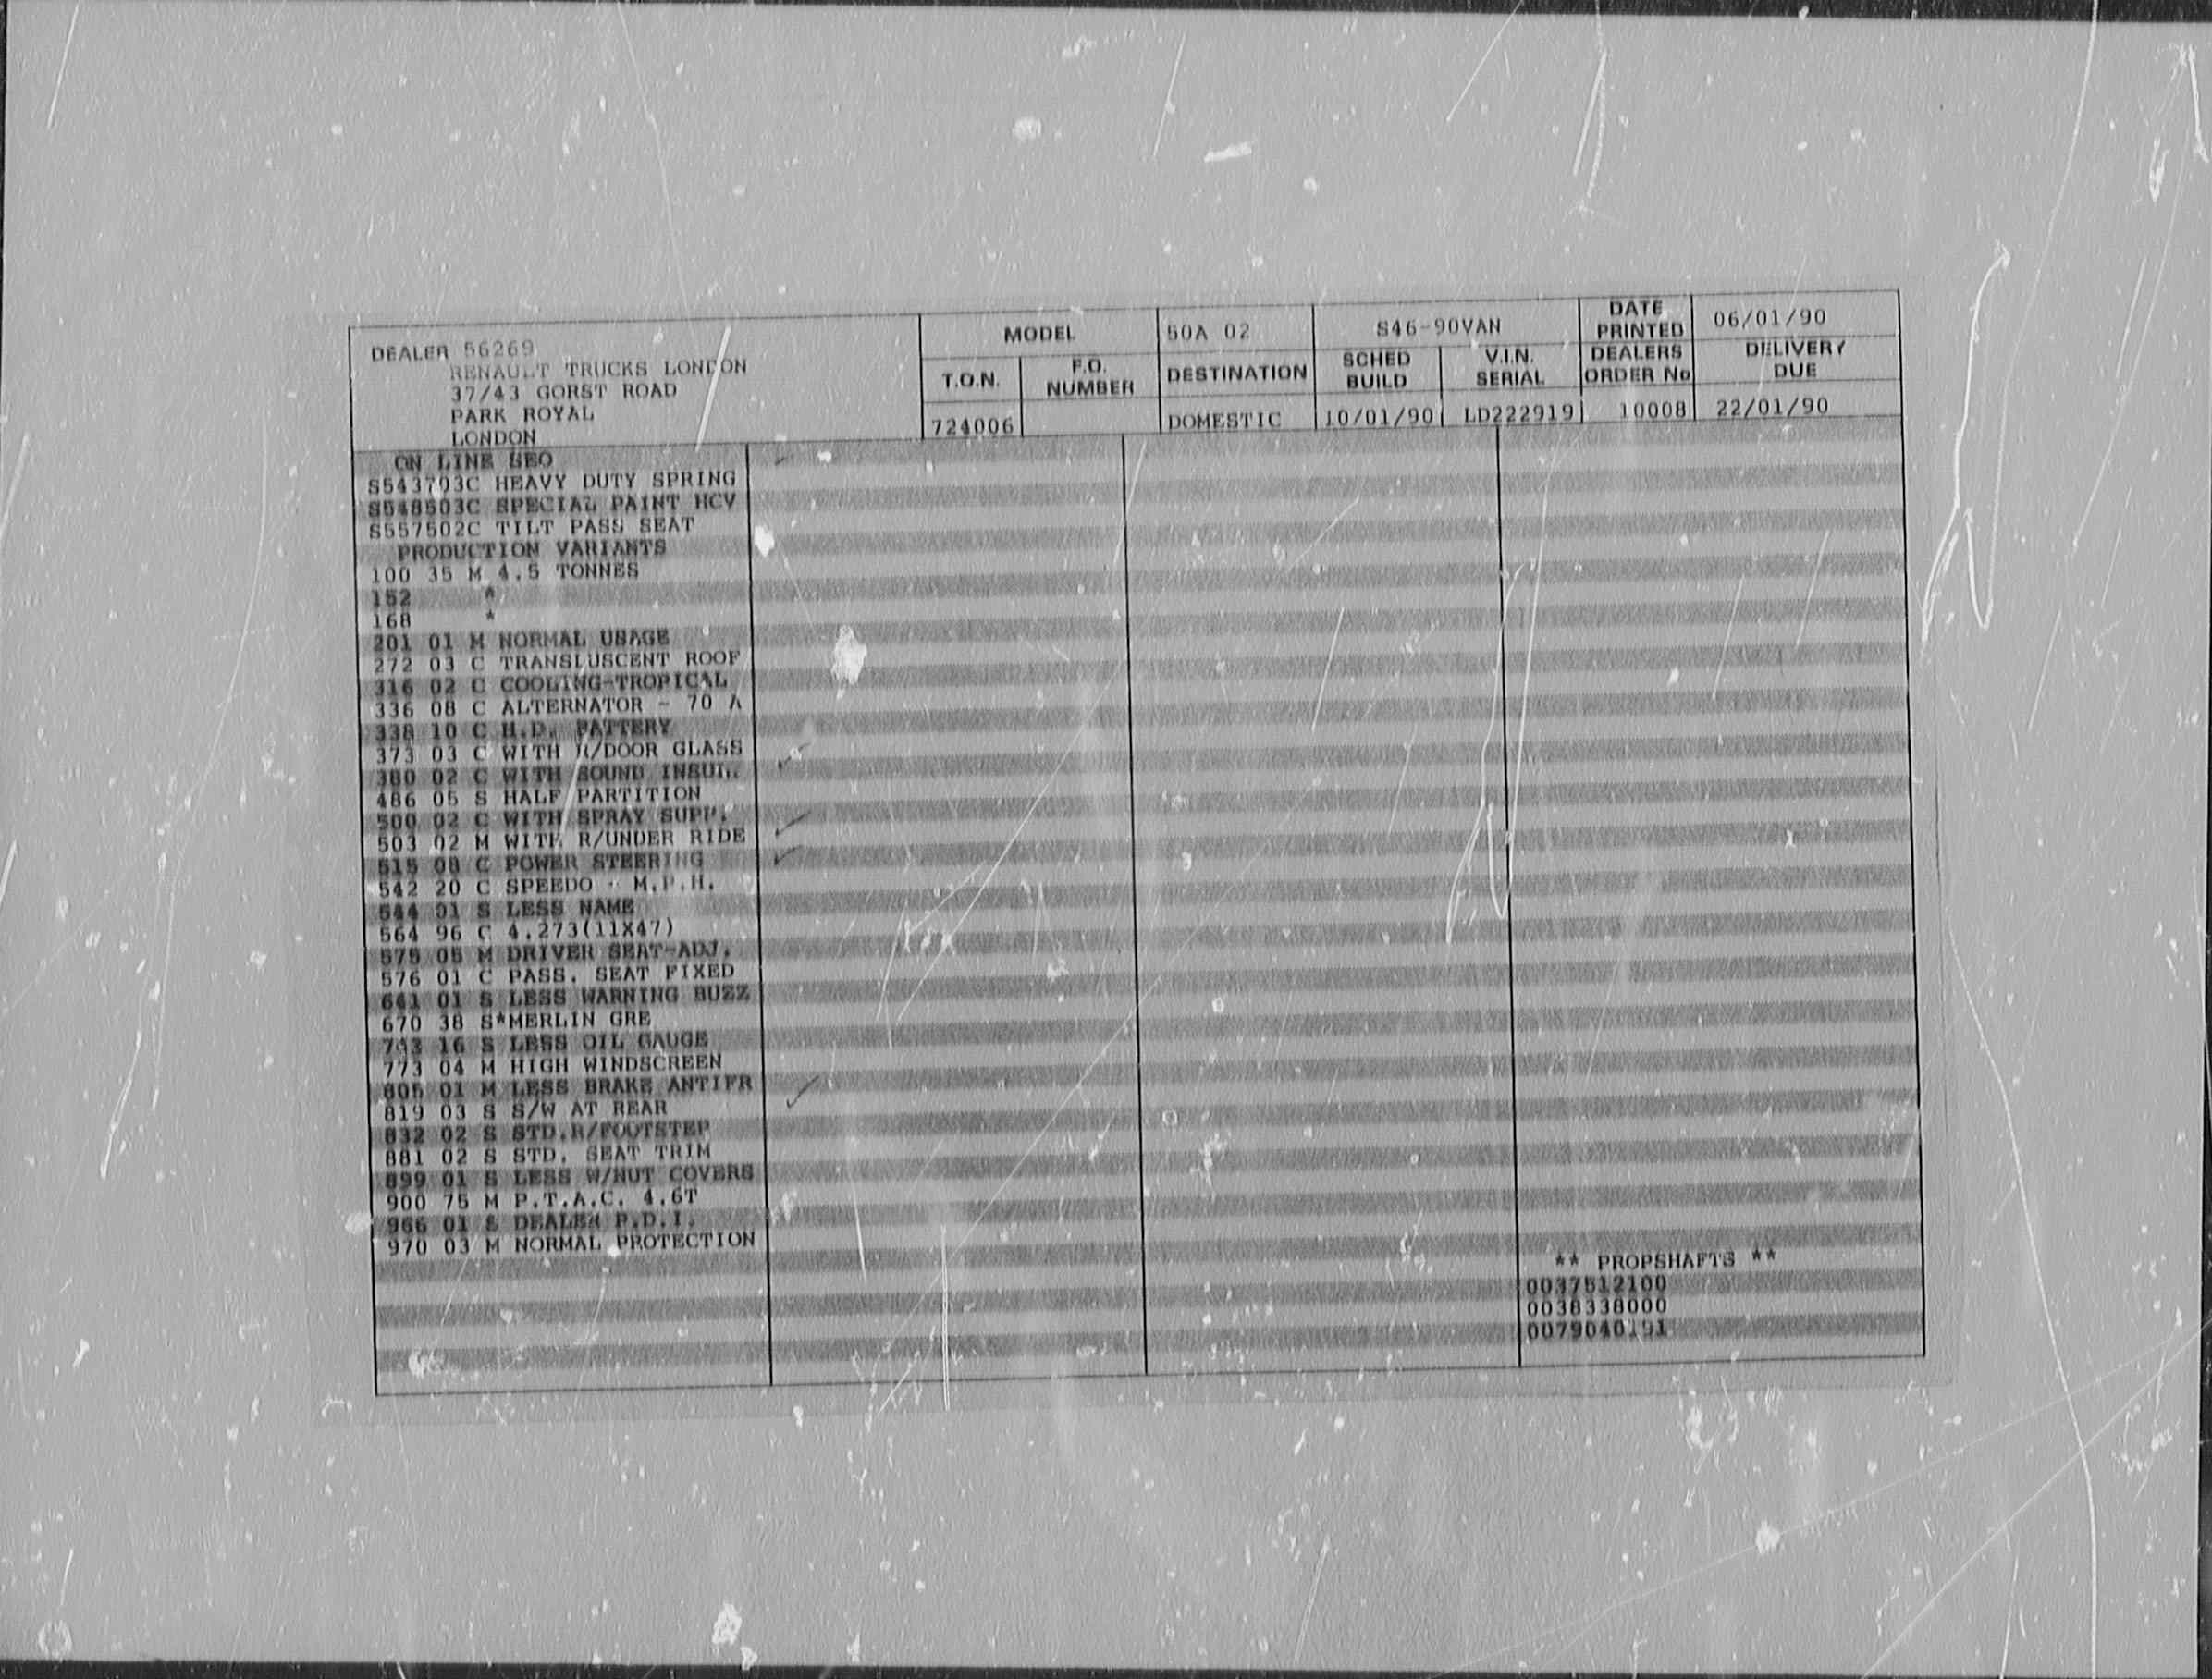 DEALER 56269
RENAULT TRUCKS LONDON
37/43 GORST ROAD
PARK ROYAL
LONDON
MODEL 50A 02 S46-90VAN DATE PRINTED 06/01/90
T.O.N. F.O. NUMBER DESTINATION SCHED BUILD V.I.N. SERIAL DEALERS ORDER No DELIVERY DUE
724006 DOMESTIC 10/01/90 LD222919 10008 22/01/90
ON LINE SEO
S543703C HEAVY DUTY SPRING
S548503C SPECIAL PAINT HCV
S557502C TILT PASS SEAT
PRODUCTION VARIANTS
100 35 M 4.5 TONNES
152 *
168 *
201 01 M NORMAL USAGE
272 03 C TRANSLUSCENT ROOF
316 02 C COOLING-TROPICAL
336 08 C ALTERNATOR - 70 A
338 10 C H.D. BATTERY
373 03 C WITH R/DOOR GLASS
380 02 C WITH SOUND INSUL.
486 05 S HALF PARTITION
500 02 C WITH SPRAY SUPP.
503 02 M WITH R/UNDER RIDE
515 08 C POWER STEERING
542 20 C SPEEDO - M.P.H.
544 01 S LESS NAME
564 96 C 4.273(11X47)
575 05 M DRIVER SEAT-ADJ.
576 01 C PASS. SEAT FIXED
641 01 S LESS WARNING BUZZ
670 38 S*MERLIN GRE
743 16 S LESS OIL GAUGE
773 04 M HIGH WINDSCREEN
805 01 M LESS BRAKE ANTIFR
819 03 S S/W AT REAR
832 02 S STD.R/FOOTSTEP
881 02 S STD. SEAT TRIM
899 01 S LESS W/NUT COVERS
900 75 M P.T.A.C. 4.6T
966 01 S DEALER P.D.I.
970 03 M NORMAL PROTECTION
** PROPSHAFTS **
0037512100
0038338000
0079040191